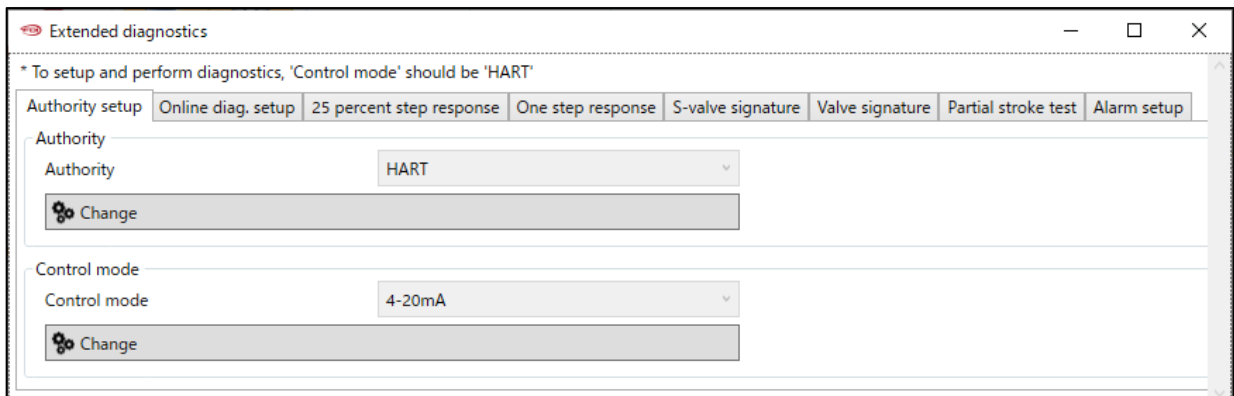 Extended diagnostics
* To setup and perform diagnostics, 'Control mode' should be 'HART'
Authority setup Online diag. setup 25 percent step response One step response S-valve signature Valve signature Partial stroke test Alarm setup
Authority
Authority HART
Change
Control mode
Control mode 4-20mA
Change